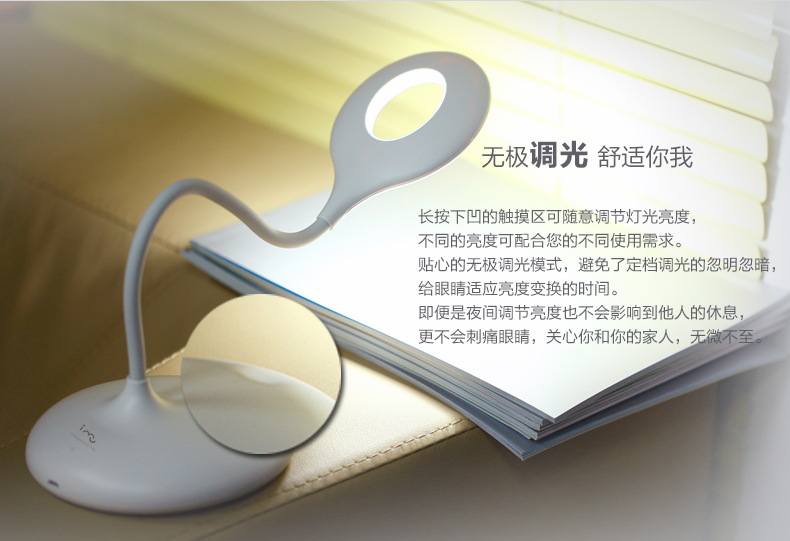 无极调光 舒适你我
长按下凹的触摸区可随意调节灯光亮度，
不同的亮度可配合您的不同使用需求。
贴心的无极调光模式，避免了定档调光的忽明忽暗，
给眼睛适应亮度变换的时间。
即便是夜间调节亮度也不会影响到他人的休息，
更不会刺痛眼睛，关心你和你的家人，无微不至。